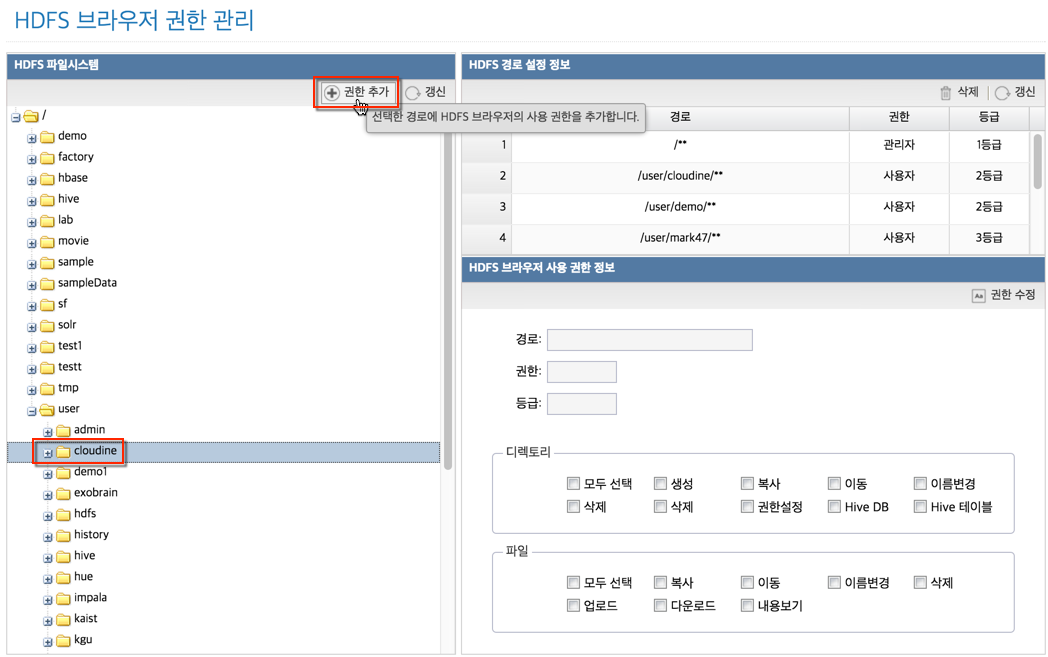 HDFS 브라우저 권한 관리
HDFS 파일시스템
권한 추가
갱신
선택한 경로에 HDFS 브라우저의 사용 권한을 추가합니다.
/
demo
factory
hbase
hive
lab
movie
sample
sampleData
sf
solr
test1
testt
tmp
user
admin
cloudine
demo1
exobrain
hdfs
history
hive
hue
impala
kaist
kgu
HDFS 경로 설정 정보
삭제
갱신
경로 권한 등급
1 /** 관리자 1등급
2 /user/cloudine/** 사용자 2등급
3 /user/demo/** 사용자 2등급
4 /user/mark47/** 사용자 3등급
HDFS 브라우저 사용 권한 정보
Aa 권한 수정
경로:
권한:
등급:
디렉토리
모두 선택 생성 복사 이동 이름변경
삭제 삭제 권한설정 Hive DB Hive 테이블
파일
모두 선택 복사 이동 이름변경 삭제
업로드 다운로드 내용보기